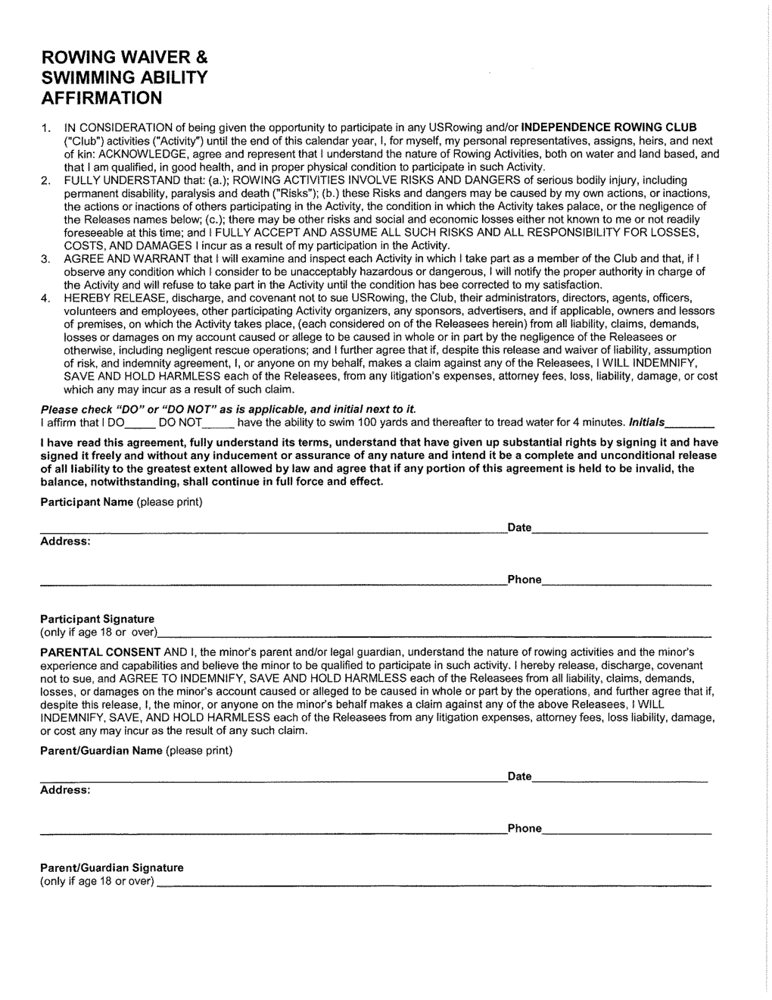 ROWING WAIVER &
SWIMMING ABILITY
AFFIRMATION
1. IN CONSIDERATION of being given the opportunity to participate in any USRowing and/or INDEPENDENCE ROWING CLUB
("Club") activities ("Activity") until the end of this calendar year, I, for myself, my personal representatives, assigns, heirs, and next
of kin: ACKNOWLEDGE, agree and represent that I understand the nature of Rowing Activities, both on water and land based, and
that I am qualified, in good health, and in proper physical condition to participate in such Activity.
2. FULLY UNDERSTAND that: (a.); ROWING ACTIVITIES INVOLVE RISKS AND DANGERS of serious bodily injury, including
permanent disability, paralysis and death ("Risks"); (b.) these Risks and dangers may be caused by my own actions, or inactions,
the actions or inactions of others participating in the Activity, the condition in which the Activity takes palace, or the negligence of
the Releases names below; (c.); there may be other risks and social and economic losses either not known to me or not readily
foreseeable at this time; and I FULLY ACCEPT AND ASSUME ALL SUCH RISKS AND ALL RESPONSIBILITY FOR LOSSES,
COSTS, AND DAMAGES I incur as a result of my participation in the Activity.
3. AGREE AND WARRANT that I will examine and inspect each Activity in which I take part as a member of the Club and that, if I
observe any condition which I consider to be unacceptably hazardous or dangerous, I will notify the proper authority in charge of
the Activity and will refuse to take part in the Activity until the condition has bee corrected to my satisfaction.
4. HEREBY RELEASE, discharge, and covenant not to sue USRowing, the Club, their administrators, directors, agents, officers,
volunteers and employees, other participating Activity organizers, any sponsors, advertisers, and if applicable, owners and lessors
of premises, on which the Activity takes place, (each considered on of the Releasees herein) from all liability, claims, demands,
losses or damages on my account caused or allege to be caused in whole or in part by the negligence of the Releasees or
otherwise, including negligent rescue operations; and I further agree that if, despite this release and waiver of liability, assumption
of risk, and indemnity agreement, I, or anyone on my behalf, makes a claim against any of the Releasees, I WILL INDEMNIFY,
SAVE AND HOLD HARMLESS each of the Releasees, from any litigation's expenses, attorney fees, loss, liability, damage, or cost
which any may incur as a result of such claim.
Please check "DO" or "DO NOT" as is applicable, and initial next to it.
I affirm that I DO_____ DO NOT_____ have the ability to swim 100 yards and thereafter to tread water for 4 minutes. Initials________
I have read this agreement, fully understand its terms, understand that have given up substantial rights by signing it and have
signed it freely and without any inducement or assurance of any nature and intend it be a complete and unconditional release
of all liability to the greatest extent allowed by law and agree that if any portion of this agreement is held to be invalid, the
balance, notwithstanding, shall continue in full force and effect.
Participant Name (please print)
Date
Address:
Phone
Participant Signature
(only if age 18 or over)
PARENTAL CONSENT AND I, the minor's parent and/or legal guardian, understand the nature of rowing activities and the minor's
experience and capabilities and believe the minor to be qualified to participate in such activity. I hereby release, discharge, covenant
not to sue, and AGREE TO INDEMNIFY, SAVE AND HOLD HARMLESS each of the Releasees from all liability, claims, demands,
losses, or damages on the minor's account caused or alleged to be caused in whole or part by the operations, and further agree that if,
despite this release, I, the minor, or anyone on the minor's behalf makes a claim against any of the above Releasees, I WILL
INDEMNIFY, SAVE, AND HOLD HARMLESS each of the Releasees from any litigation expenses, attorney fees, loss liability, damage,
or cost any may incur as the result of any such claim.
Parent/Guardian Name (please print)
Date
Address:
Phone
Parent/Guardian Signature
(only if age 18 or over)